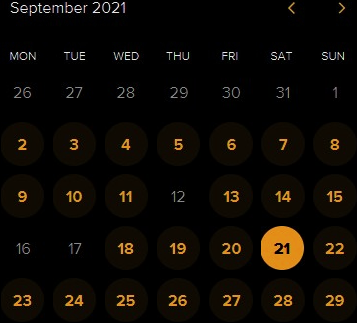 September 2021
MON TUE WED THU FRI SAT SUN
26 27 28 29 30 31 1
2 3 4 5 6 7 8
9 10 11 12 13 14 15
16 17 18 19 20 21 22
23 24 25 26 27 28 29